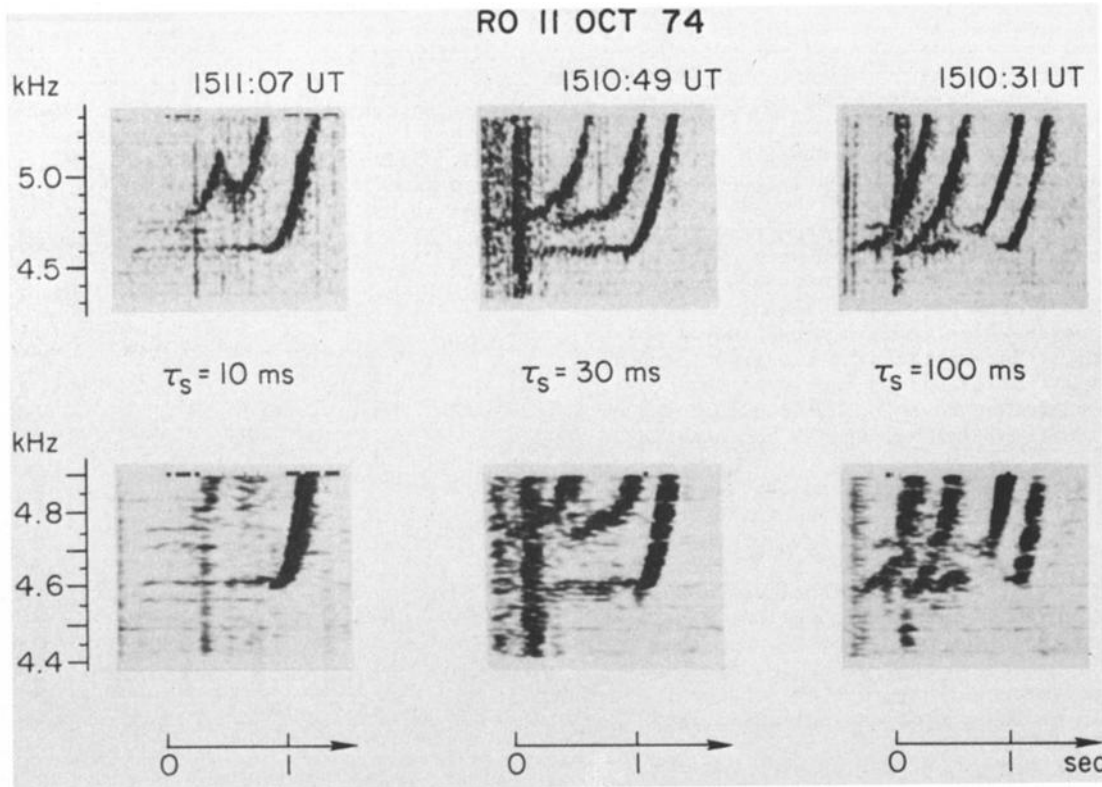 RO 11 OCT 74
kHz
1511:07 UT
1510:49 UT
1510:31 UT
5.0
4.5
τs = 10 ms
τs = 30 ms
τs = 100 ms
kHz
4.8
4.6
4.4
0 1
0 1
0 1 sec